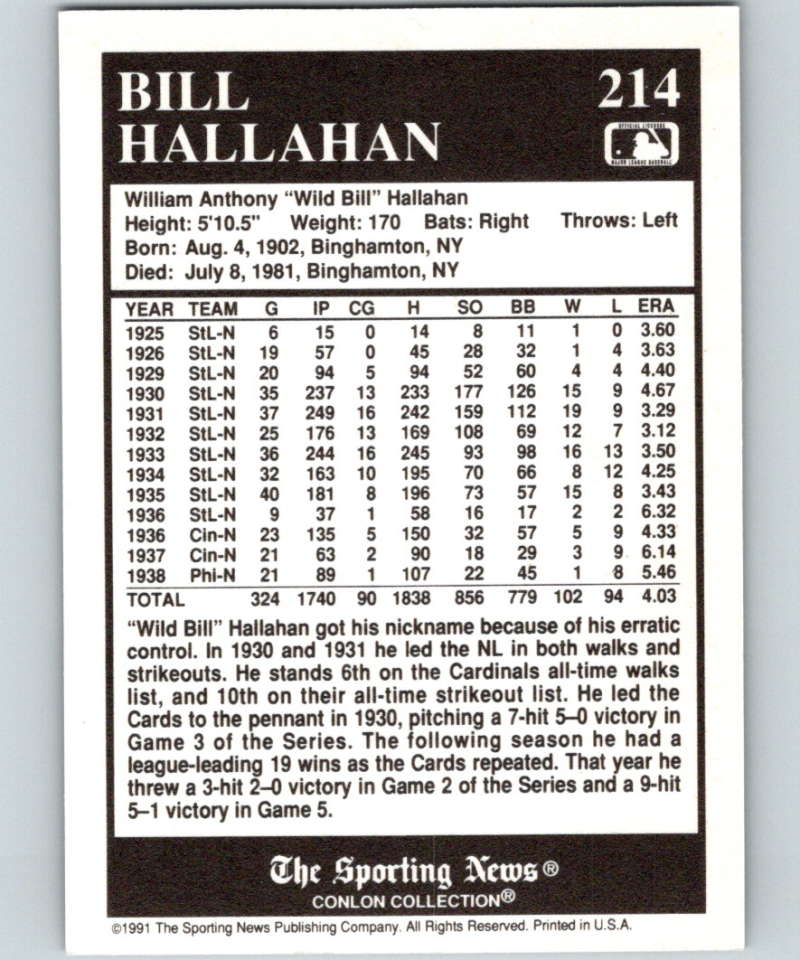 BILL
HALLAHAN
214
OFFICIAL LICENSEE
MAJOR LEAGUE BASEBALL
William Anthony “Wild Bill” Hallahan
Height: 5'10.5" Weight: 170 Bats: Right Throws: Left
Born: Aug. 4, 1902, Binghamton, NY
Died: July 8, 1981, Binghamton, NY
YEAR TEAM G IP CG H SO BB W L ERA
1925 StL-N 6 15 0 14 8 11 1 0 3.60
1926 StL-N 19 57 0 45 28 32 1 4 3.63
1929 StL-N 20 94 5 94 52 60 4 4 4.40
1930 StL-N 35 237 13 233 177 126 15 9 4.67
1931 StL-N 37 249 16 242 159 112 19 9 3.29
1932 StL-N 25 176 13 169 108 69 12 7 3.12
1933 StL-N 36 244 16 245 93 98 16 13 3.50
1934 StL-N 32 163 10 195 70 66 8 12 4.25
1935 StL-N 40 181 8 196 73 57 15 8 3.43
1936 StL-N 9 37 1 58 16 17 2 2 6.32
1936 Cin-N 23 135 5 150 32 57 5 9 4.33
1937 Cin-N 21 63 2 90 18 29 3 9 6.14
1938 Phi-N 21 89 1 107 22 45 1 8 5.46
TOTAL 324 1740 90 1838 856 779 102 94 4.03
“Wild Bill” Hallahan got his nickname because of his erratic
control. In 1930 and 1931 he led the NL in both walks and
strikeouts. He stands 6th on the Cardinals all-time walks
list, and 10th on their all-time strikeout list. He led the
Cards to the pennant in 1930, pitching a 7-hit 5–0 victory in
Game 3 of the Series. The following season he had a
league-leading 19 wins as the Cards repeated. That year he
threw a 3-hit 2–0 victory in Game 2 of the Series and a 9-hit
5–1 victory in Game 5.
The Sporting News®
CONLON COLLECTION®
©1991 The Sporting News Publishing Company. All Rights Reserved. Printed in U.S.A.